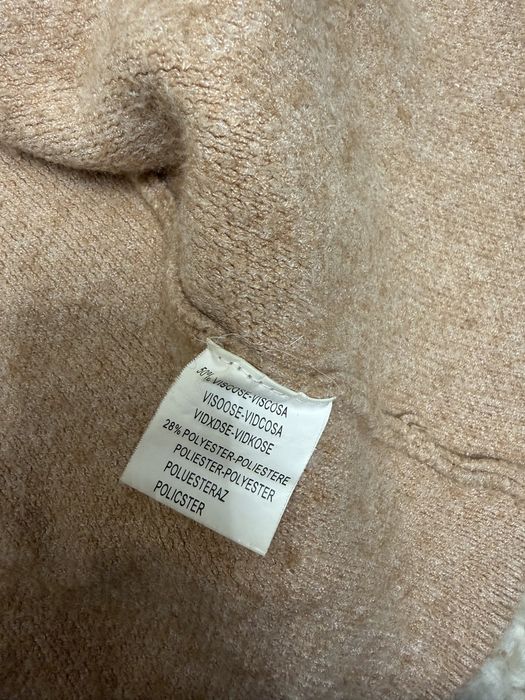 50% VISCOSE-VISCOSA
VISOOSE-VIDCOSA
VIDXDSE-VIDKOSE
28% POLYESTER-POLIESTERE
POLIESTER-POLYESTER
POLUESTERAZ
POLICSTER